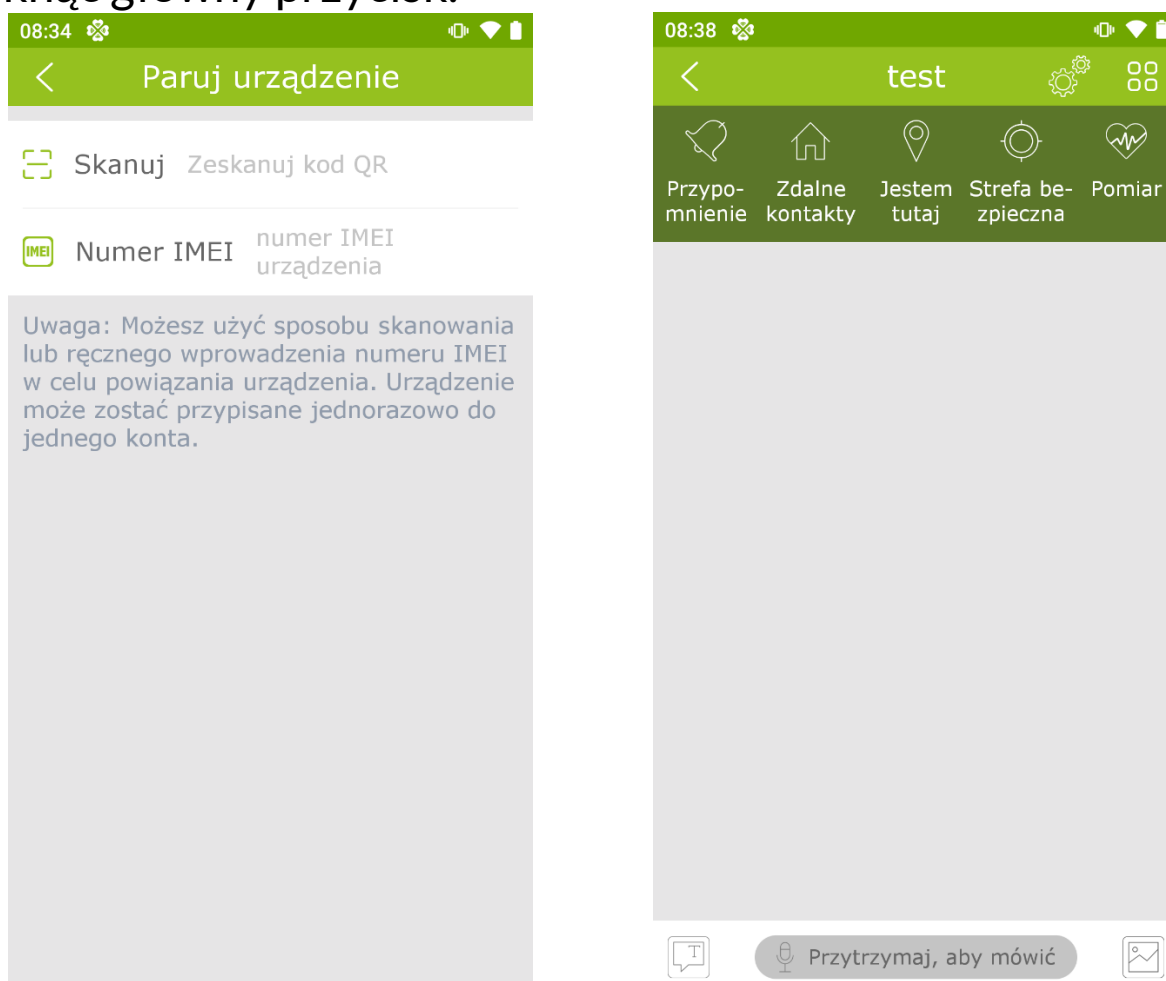 główny przycisk.
08:34
Paruj urządzenie
Skanuj Zeskanuj kod QR
IMEI Numer IMEI numer IMEI
urządzenia
Uwaga: Możesz użyć sposobu skanowania
lub ręcznego wprowadzenia numeru IMEI
w celu powiązania urządzenia. Urządzenie
może zostać przypisane jednorazowo do
jednego konta.
08:38
test
Przypo-
mnienie
Zdalne
kontakty
Jestem
tutaj
Strefa be-
zpieczna
Pomiar
T
Przytrzymaj, aby mówić